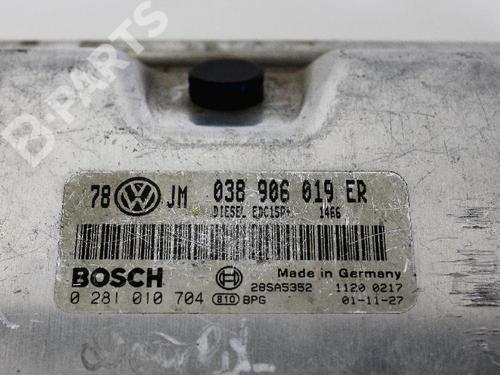 B-PARTS
78 VW JM 038 906 019 ER
DIESEL EDC15P+ 1466
BOSCH
0 281 010 704
Made in Germany
28SA5352 1120 0217
810 BPG 01-11-27